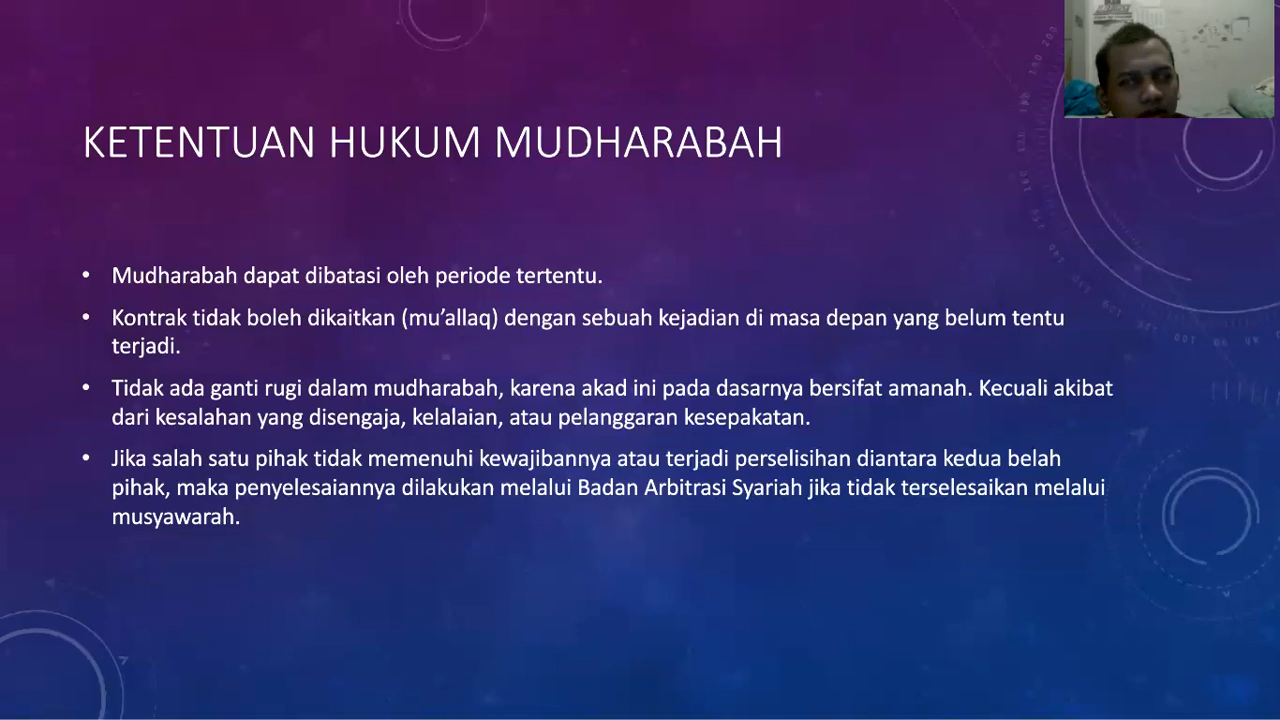 KETENTUAN HUKUM MUDHARABAH
• Mudharabah dapat dibatasi oleh periode tertentu.
• Kontrak tidak boleh dikaitkan (mu’allaq) dengan sebuah kejadian di masa depan yang belum tentu
terjadi.
• Tidak ada ganti rugi dalam mudharabah, karena akad ini pada dasarnya bersifat amanah. Kecuali akibat
dari kesalahan yang disengaja, kelalaian, atau pelanggaran kesepakatan.
• Jika salah satu pihak tidak memenuhi kewajibannya atau terjadi perselisihan diantara kedua belah
pihak, maka penyelesaiannya dilakukan melalui Badan Arbitrasi Syariah jika tidak terselesaikan melalui
musyawarah.